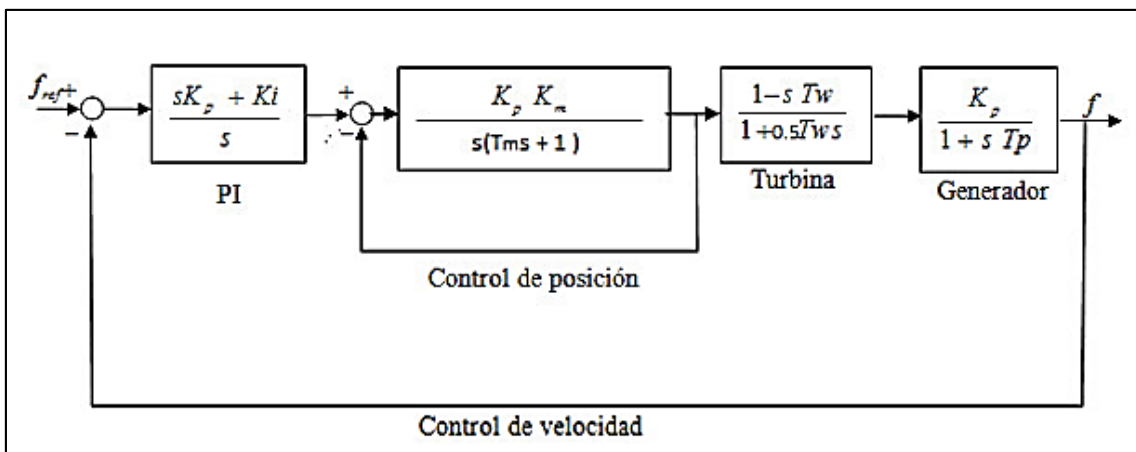 f_ref +
−
sK_p + Ki
s
PI
+
−
K_p K_m
s(Tms + 1 )
1−s Tw
1+0.5Tws
Turbina
K_p
1 + s Tp
Generador
f
Control de posición
Control de velocidad